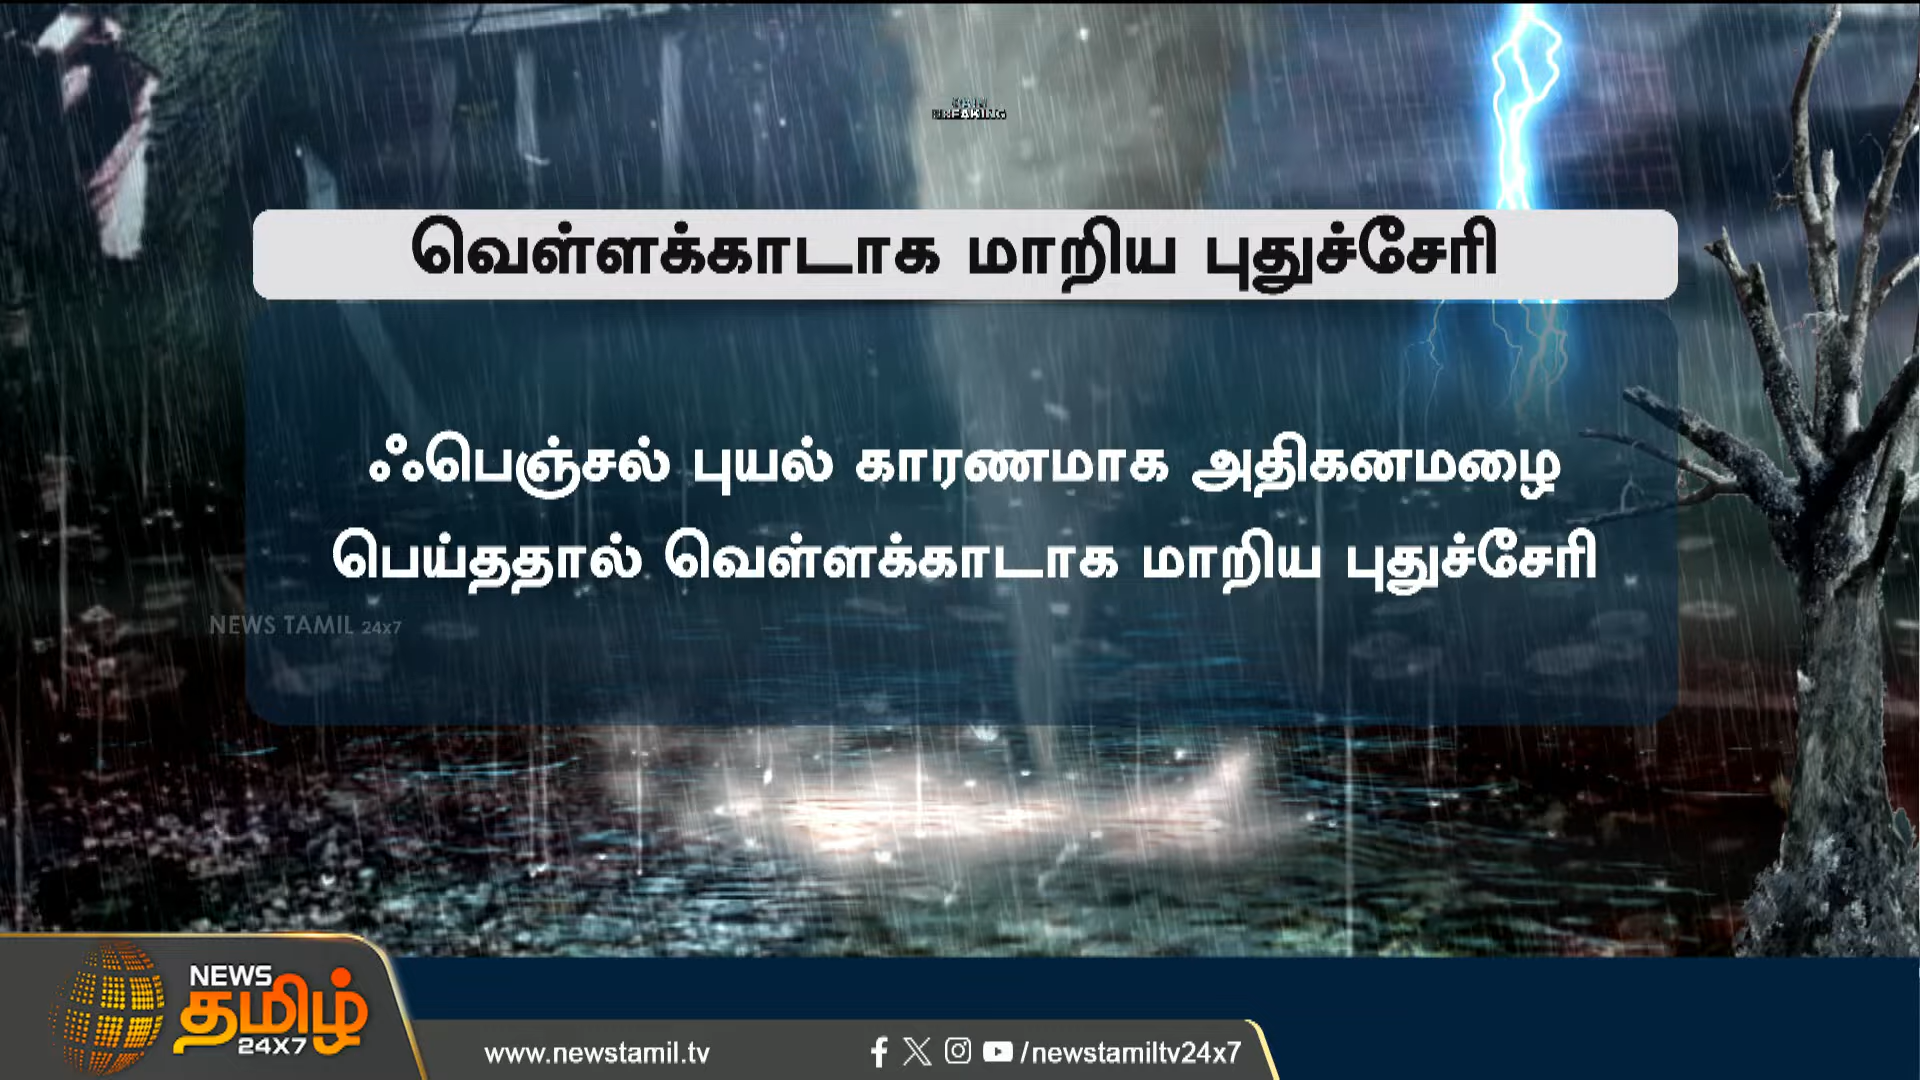 BREAKING
வெள்ளக்காடாக மாறிய புதுச்சேரி
ஃபெஞ்சல் புயல் காரணமாக அதிகனமழை
பெய்ததால் வெள்ளக்காடாக மாறிய புதுச்சேரி
NEWS TAMIL 24x7
NEWS
தமிழ்
24X7
www.newstamil.tv
/newstamiltv24x7